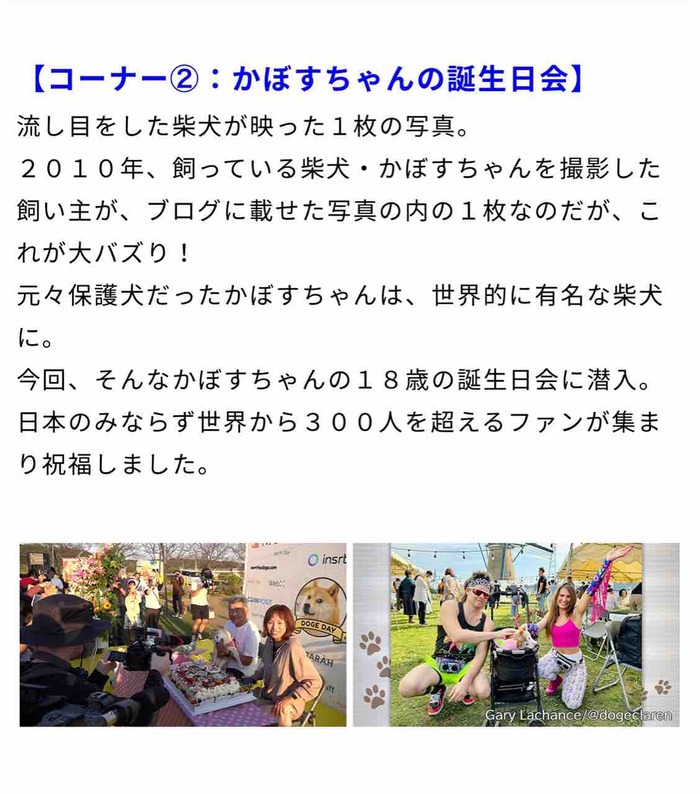 【コーナー②：かぼすちゃんの誕生日会】
流し目をした柴犬が映った１枚の写真。
２０１０年、飼っている柴犬・かぼすちゃんを撮影した
飼い主が、ブログに載せた写真の内の１枚なのだが、こ
れが大バズり！
元々保護犬だったかぼすちゃんは、世界的に有名な柴犬
に。
今回、そんなかぼすちゃんの１８歳の誕生日会に潜入。
日本のみならず世界から３００人を超えるファンが集ま
り祝福しました。
insrt
DOGE DAY
Gary Lachance/@dogeclaren